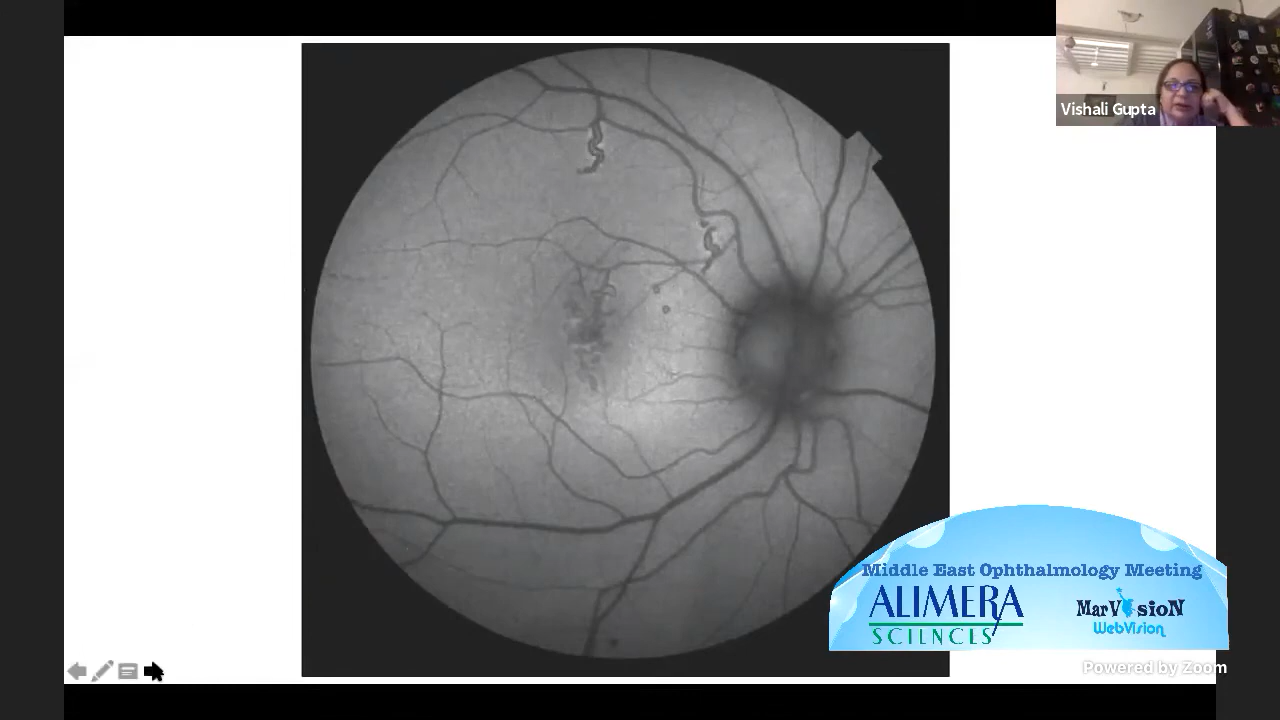 Vishali Gupta
Middle East Ophthalmology Meeting
ALIMERA
SCIENCES
MarVisioN
WebVision
Powered by Zoom